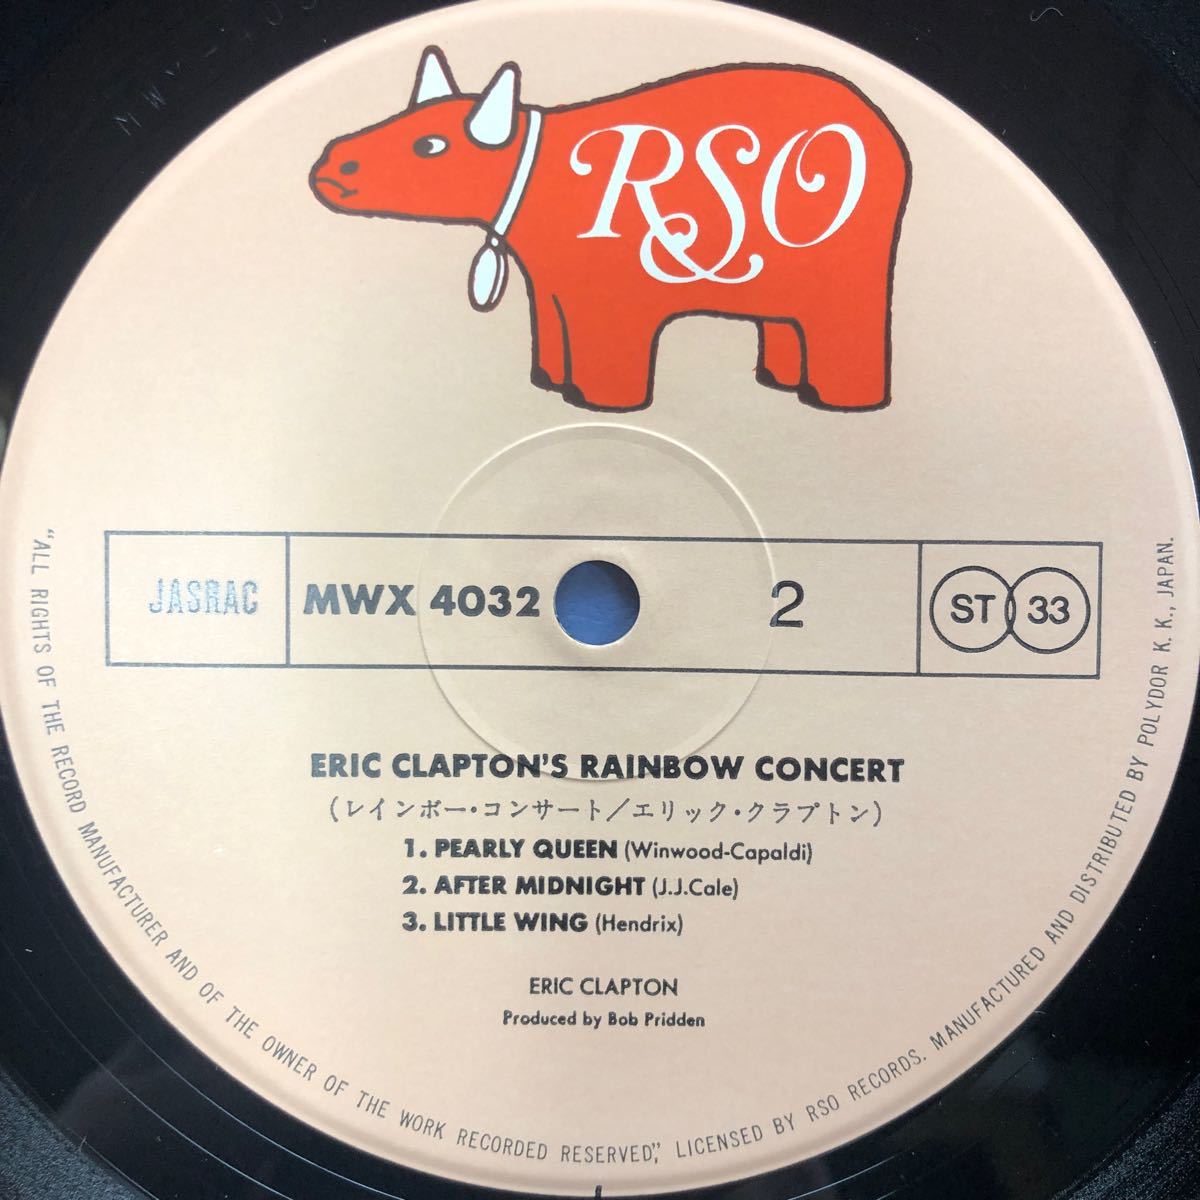 RSO
JASRAC
MWX 4032
2
ST 33
ERIC CLAPTON'S RAINBOW CONCERT
(レインボー・コンサート/エリック・クラプトン)
1. PEARLY QUEEN (Winwood-Capaldi)
2. AFTER MIDNIGHT (J.J.Cale)
3. LITTLE WING (Hendrix)
ERIC CLAPTON
Produced by Bob Pridden
"ALL RIGHTS OF THE RECORD MANUFACTURER AND OF THE OWNER OF THE WORK RECORDED RESERVED", LICENSED BY RSO RECORDS. MANUFACTURED AND DISTRIBUTED BY POLYDOR K. K., JAPAN.